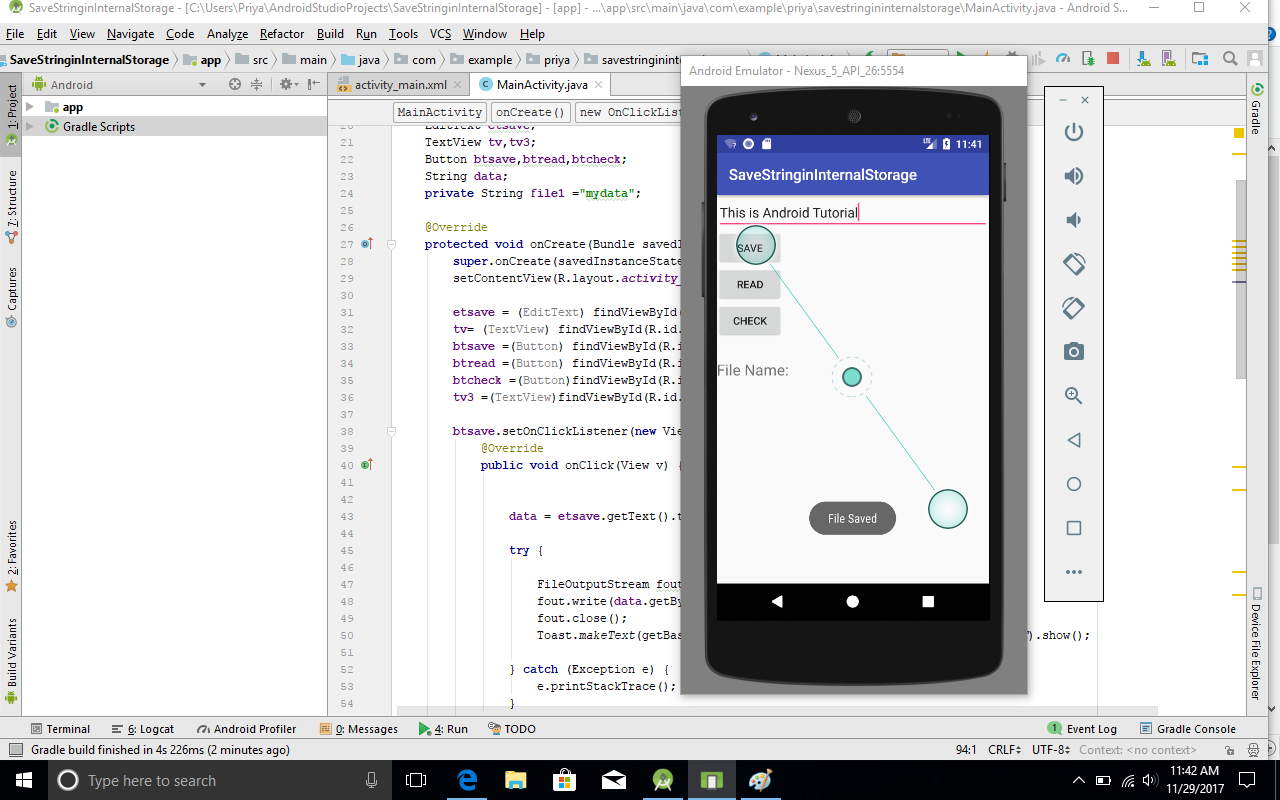 SaveStringinInternalStorage - [C:\Users\Priya\AndroidStudioProjects\SaveStringinInternalStorage] - [app] - ...\app\src\main\java\com\example\priya\savestringininternalstorage\MainActivity.java - Android S...
File Edit View Navigate Code Analyze Refactor Build Run Tools VCS Window Help
SaveStringinInternalStorage app src main java com example priya savestringinint
Android
activity_main.xml
MainActivity.java
1: Project
7: Structure
Captures
2: Favorites
Build Variants
app
Gradle Scripts
MainActivity onCreate() new OnClickLis
20 EditText etsave;
21 TextView tv,tv3;
22 Button btsave,btread,btcheck;
23 String data;
24 private String file1 ="mydata";
25
26 @Override
27 protected void onCreate(Bundle savedI
28 super.onCreate(savedInstanceState
29 setContentView(R.layout.activity_
30
31 etsave = (EditText) findViewById(
32 tv= (TextView) findViewById(R.id.
33 btsave =(Button) findViewById(R.i
34 btread =(Button) findViewById(R.i
35 btcheck =(Button)findViewById(R.i
36 tv3 =(TextView)findViewById(R.id.
37
38 btsave.setOnClickListener(new Vie
39 @Override
40 public void onClick(View v) {
41
42
43 data = etsave.getText().t
44
45 try {
46
47 FileOutputStream fout
48 fout.write(data.getBy
49 fout.close();
50 Toast.makeText(getBas ).show();
51
52 } catch (Exception e) {
53 e.printStackTrace();
54 }
Android Emulator - Nexus_5_API_26:5554
LTE 11:41
SaveStringinInternalStorage
This is Android Tutorial
SAVE
READ
CHECK
File Name:
File Saved
Gradle
Device File Explorer
Terminal 6: Logcat Android Profiler 0: Messages 4: Run TODO 1 Event Log Gradle Console
Gradle build finished in 4s 226ms (2 minutes ago) 94:1 CRLF UTF-8 Context: <no context>
Type here to search
11:42 AM
11/29/2017